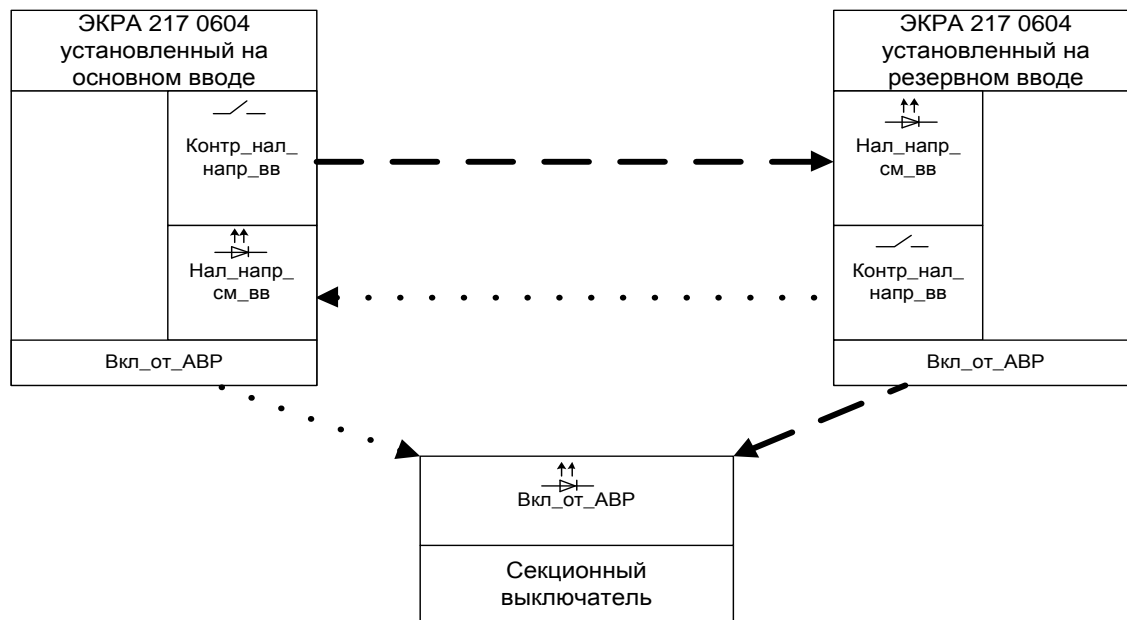 ЭКРА 217 0604
установленный на
основном вводе
Контр_нал_
напр_вв
Нал_напр_
см_вв
Вкл_от_АВР
ЭКРА 217 0604
установленный на
резервном вводе
Нал_напр_
см_вв
Контр_нал_
напр_вв
Вкл_от_АВР
Вкл_от_АВР
Секционный
выключатель